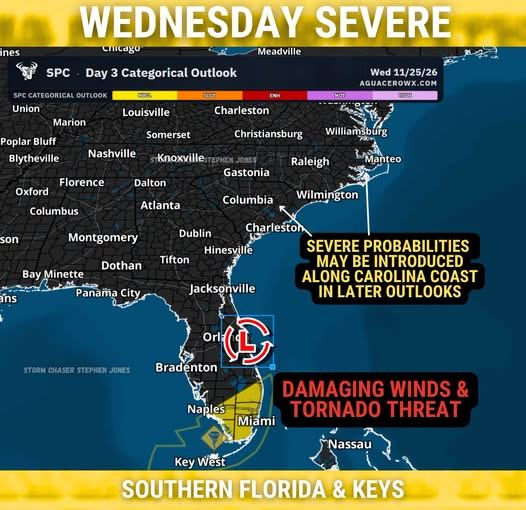 WEDNESDAY SEVERE
Chicago
Meadville
SPC · Day 3 Categorical Outlook
Wed 11/25/26
AGUACEROWX.COM
SPC CATEGORICAL OUTLOOK
SLGT
ENH
Union
Marion
Louisville
Charleston
Poplar Bluff
Somerset
Christiansburg
Williamsburg
Blytheville
Nashville
Knoxville
STEPHEN JONES
Raleigh
Manteo
Oxford
Florence
Dalton
Gastonia
Columbus
Atlanta
Columbia
Wilmington
Montgomery
Dublin
Charleston
Dothan
Tifton
Hinesville
SEVERE PROBABILITIES
MAY BE INTRODUCED
ALONG CAROLINA COAST
IN LATER OUTLOOKS
Bay Minette
Panama City
Jacksonville
L
STORM CHASER STEPHEN JONES
Bradenton
DAMAGING WINDS &
TORNADO THREAT
Naples
Miami
Nassau
Key West
SOUTHERN FLORIDA & KEYS